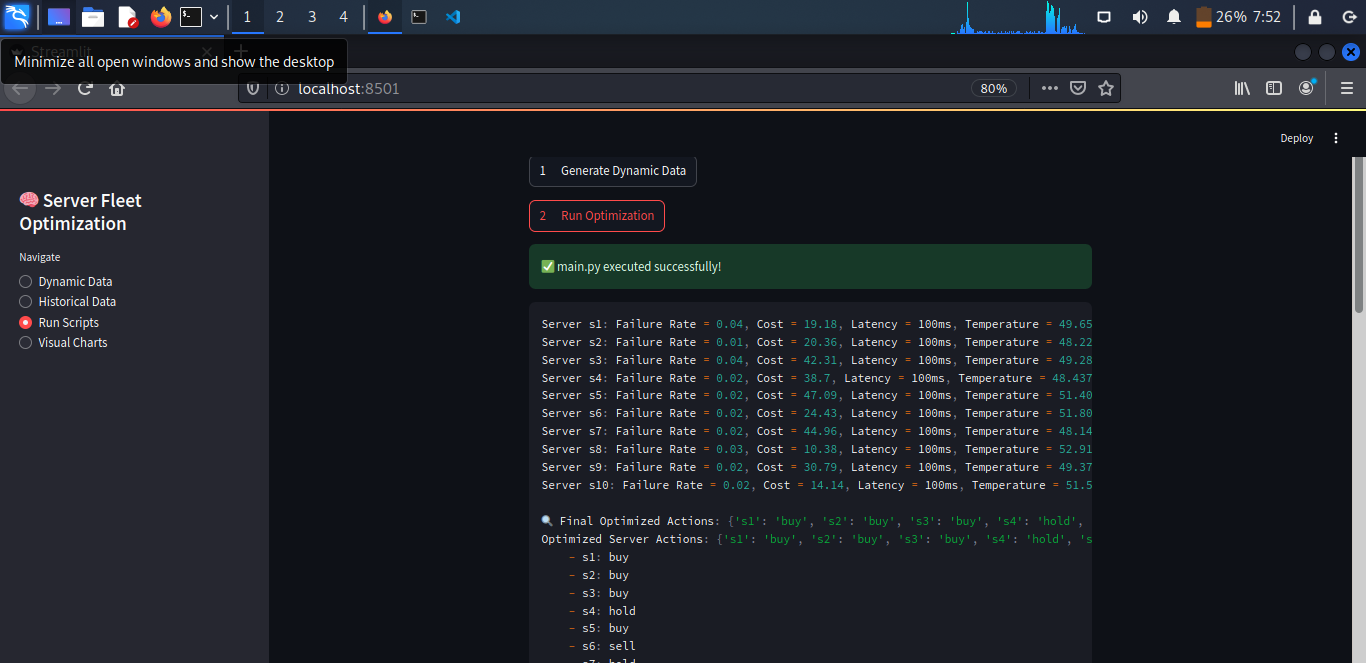 1 2 3 4 26% 7:52
Streamlit
Minimize all open windows and show the desktop
localhost:8501 80%
Deploy
🧠 Server Fleet Optimization
Navigate
Dynamic Data
Historical Data
Run Scripts
Visual Charts
1 Generate Dynamic Data
2 Run Optimization
✅ main.py executed successfully!
Server s1: Failure Rate = 0.04, Cost = 19.18, Latency = 100ms, Temperature = 49.65
Server s2: Failure Rate = 0.01, Cost = 20.36, Latency = 100ms, Temperature = 48.22
Server s3: Failure Rate = 0.04, Cost = 42.31, Latency = 100ms, Temperature = 49.28
Server s4: Failure Rate = 0.02, Cost = 38.7, Latency = 100ms, Temperature = 48.437
Server s5: Failure Rate = 0.02, Cost = 47.09, Latency = 100ms, Temperature = 51.40
Server s6: Failure Rate = 0.02, Cost = 24.43, Latency = 100ms, Temperature = 51.80
Server s7: Failure Rate = 0.02, Cost = 44.96, Latency = 100ms, Temperature = 48.14
Server s8: Failure Rate = 0.03, Cost = 10.38, Latency = 100ms, Temperature = 52.91
Server s9: Failure Rate = 0.02, Cost = 30.79, Latency = 100ms, Temperature = 49.37
Server s10: Failure Rate = 0.02, Cost = 14.14, Latency = 100ms, Temperature = 51.5
🔍 Final Optimized Actions: {'s1': 'buy', 's2': 'buy', 's3': 'buy', 's4': 'hold',
Optimized Server Actions: {'s1': 'buy', 's2': 'buy', 's3': 'buy', 's4': 'hold', 's
- s1: buy
- s2: buy
- s3: buy
- s4: hold
- s5: buy
- s6: sell
- s7: hold